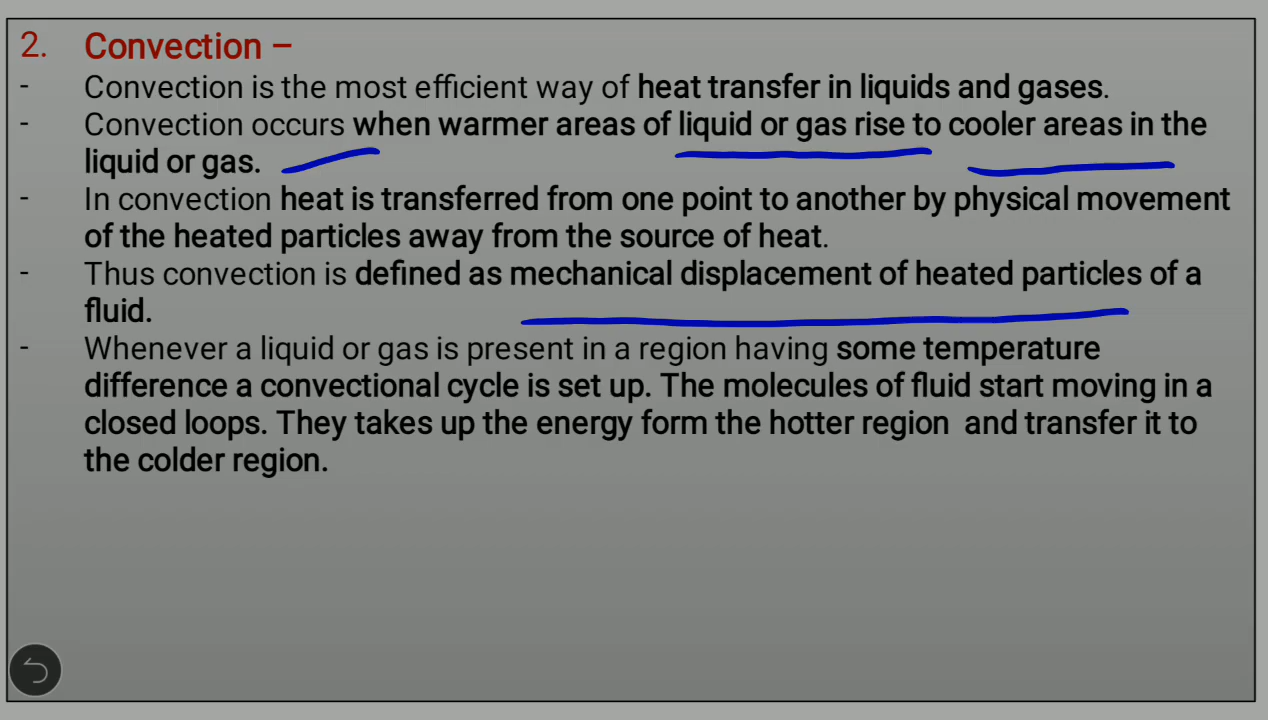 2. Convection –
- Convection is the most efficient way of heat transfer in liquids and gases.
- Convection occurs when warmer areas of liquid or gas rise to cooler areas in the
liquid or gas.
- In convection heat is transferred from one point to another by physical movement
of the heated particles away from the source of heat.
- Thus convection is defined as mechanical displacement of heated particles of a
fluid.
- Whenever a liquid or gas is present in a region having some temperature
difference a convectional cycle is set up. The molecules of fluid start moving in a
closed loops. They takes up the energy form the hotter region and transfer it to
the colder region.